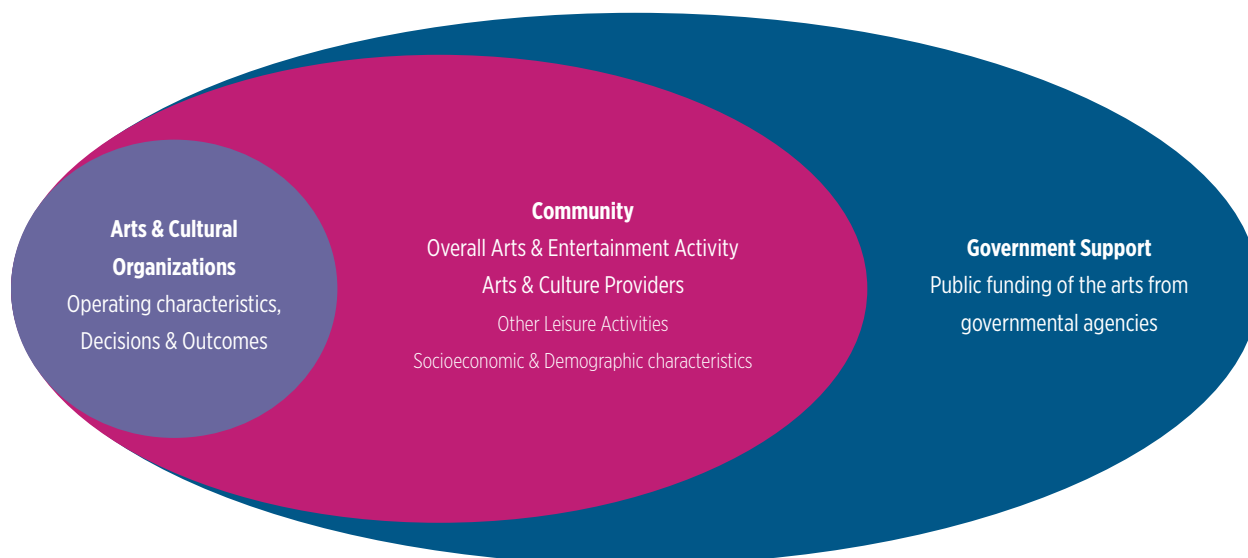 Arts & Cultural
Organizations
Operating characteristics,
Decisions & Outcomes
Community
Overall Arts & Entertainment Activity
Arts & Culture Providers
Other Leisure Activities
Socioeconomic & Demographic characteristics
Government Support
Public funding of the arts from
governmental agencies